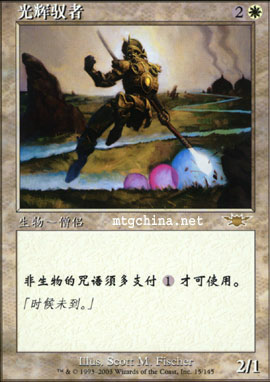 光辉驭者 2
mtgchina.net
生物～僧侣
非生物的咒语须多支付 1 才可使用。
「时候未到。」
Illus. Scott M. Fischer
™ & © 1993-2003 Wizards of the Coast, Inc. 15/145
2/1